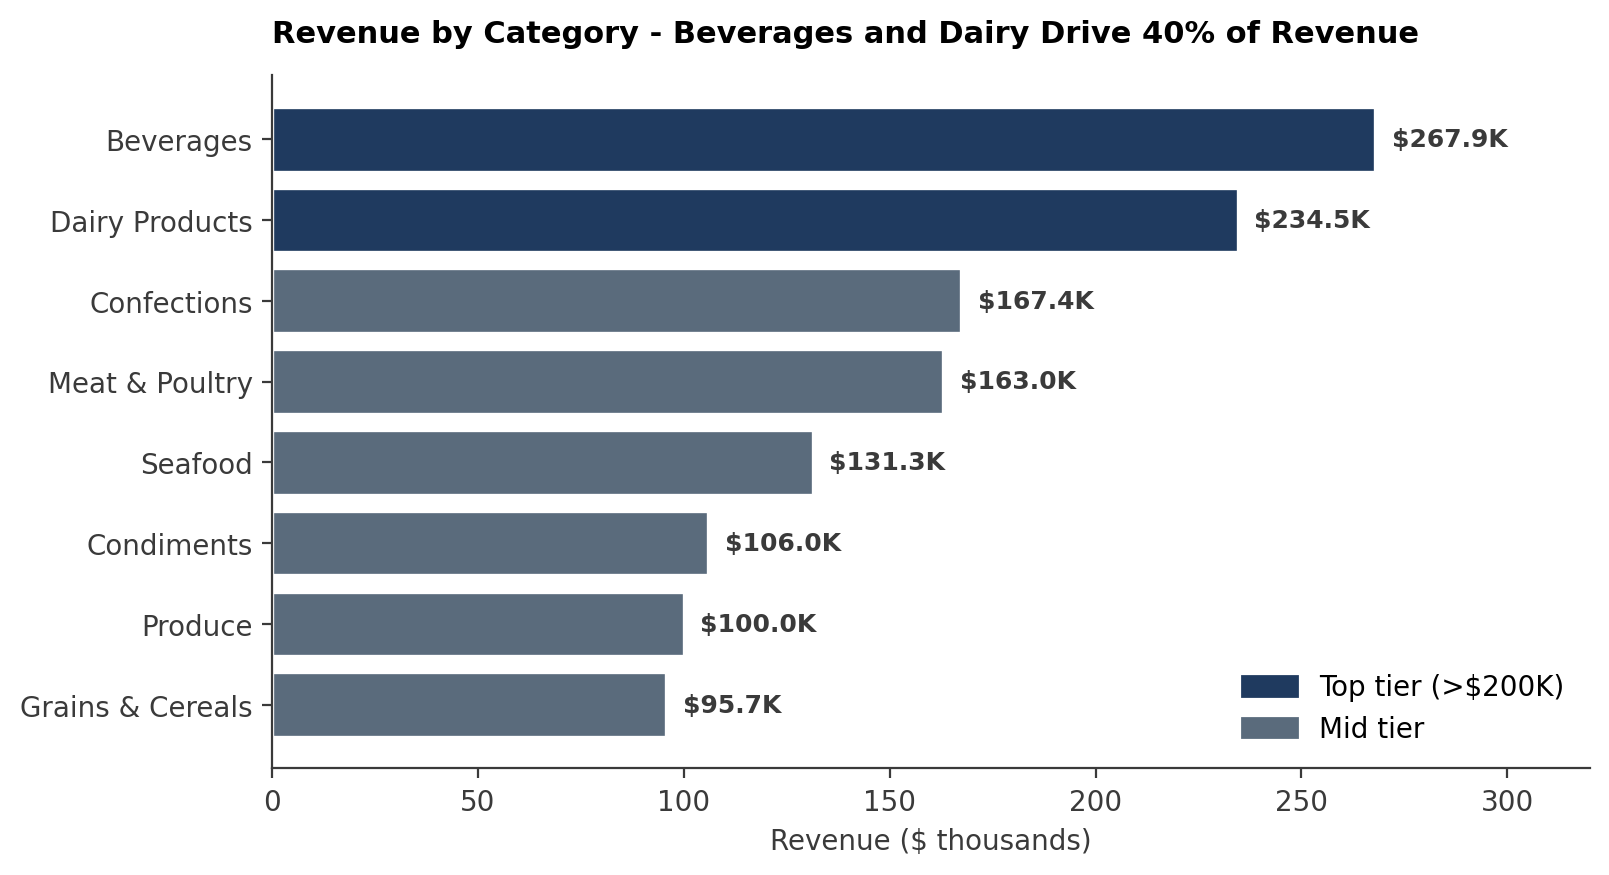 Revenue by Category - Beverages and Dairy Drive 40% of Revenue
Beverages $267.9K
Dairy Products $234.5K
Confections $167.4K
Meat & Poultry $163.0K
Seafood $131.3K
Condiments $106.0K
Produce $100.0K
Grains & Cereals $95.7K
Top tier (>$200K)
Mid tier
0 50 100 150 200 250 300
Revenue ($ thousands)